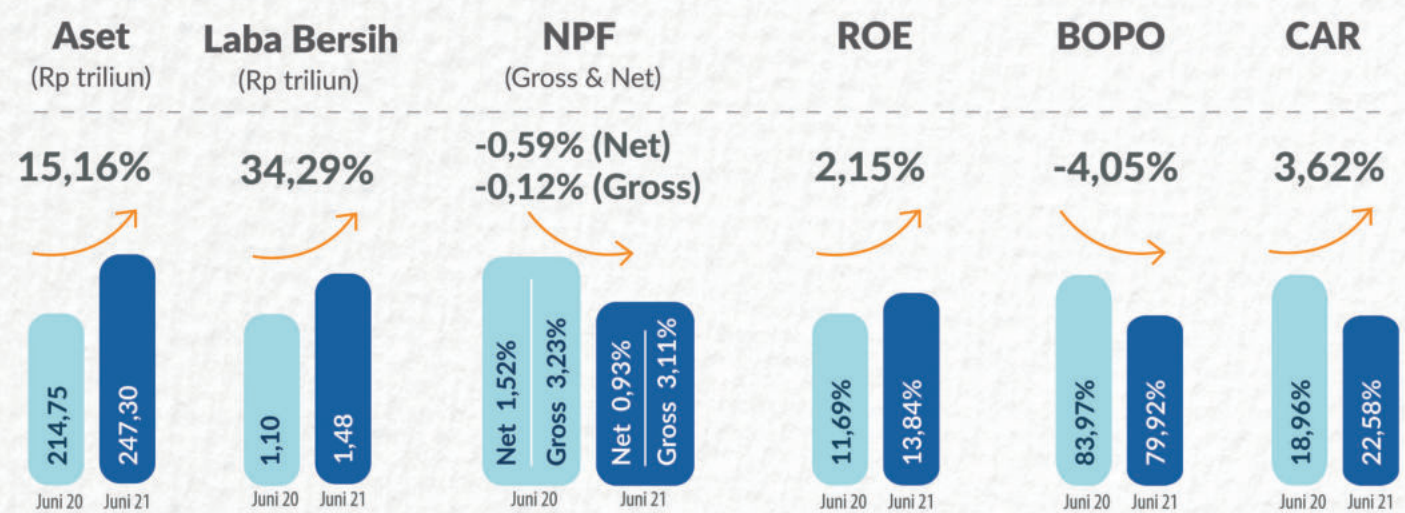 Aset
(Rp triliun)
15,16%
214,75
247,30
Juni 20
Juni 21
Laba Bersih
(Rp triliun)
34,29%
1,10
1,48
Juni 20
Juni 21
NPF
(Gross & Net)
-0,59% (Net)
-0,12% (Gross)
Net 1,52%
Gross 3,23%
Net 0,93%
Gross 3,11%
Juni 20
Juni 21
ROE
2,15%
11,69%
13,84%
Juni 20
Juni 21
BOPO
-4,05%
83,97%
79,92%
Juni 20
Juni 21
CAR
3,62%
18,96%
22,58%
Juni 20
Juni 21